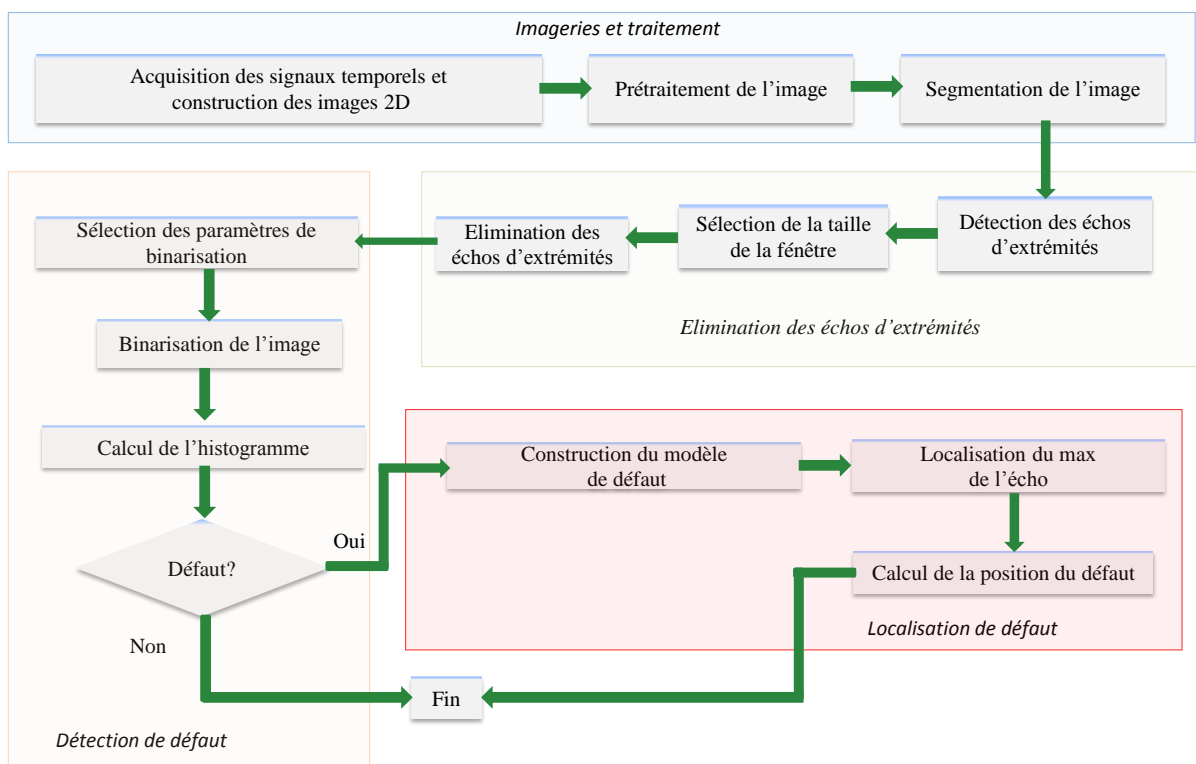 Imageries et traitement
Acquisition des signaux temporels et
construction des images 2D
Prétraitement de l’image
Segmentation de l’image
Détection des échos
d’extrémités
Sélection de la taille
de la fénêtre
Elimination des
échos d’extrémités
Elimination des échos d’extrémités
Sélection des paramètres de
binarisation
Binarisation de l’image
Calcul de l’histogramme
Défaut?
Oui
Non
Détection de défaut
Construction du modèle
de défaut
Localisation du max
de l’écho
Calcul de la position du défaut
Localisation de défaut
Fin